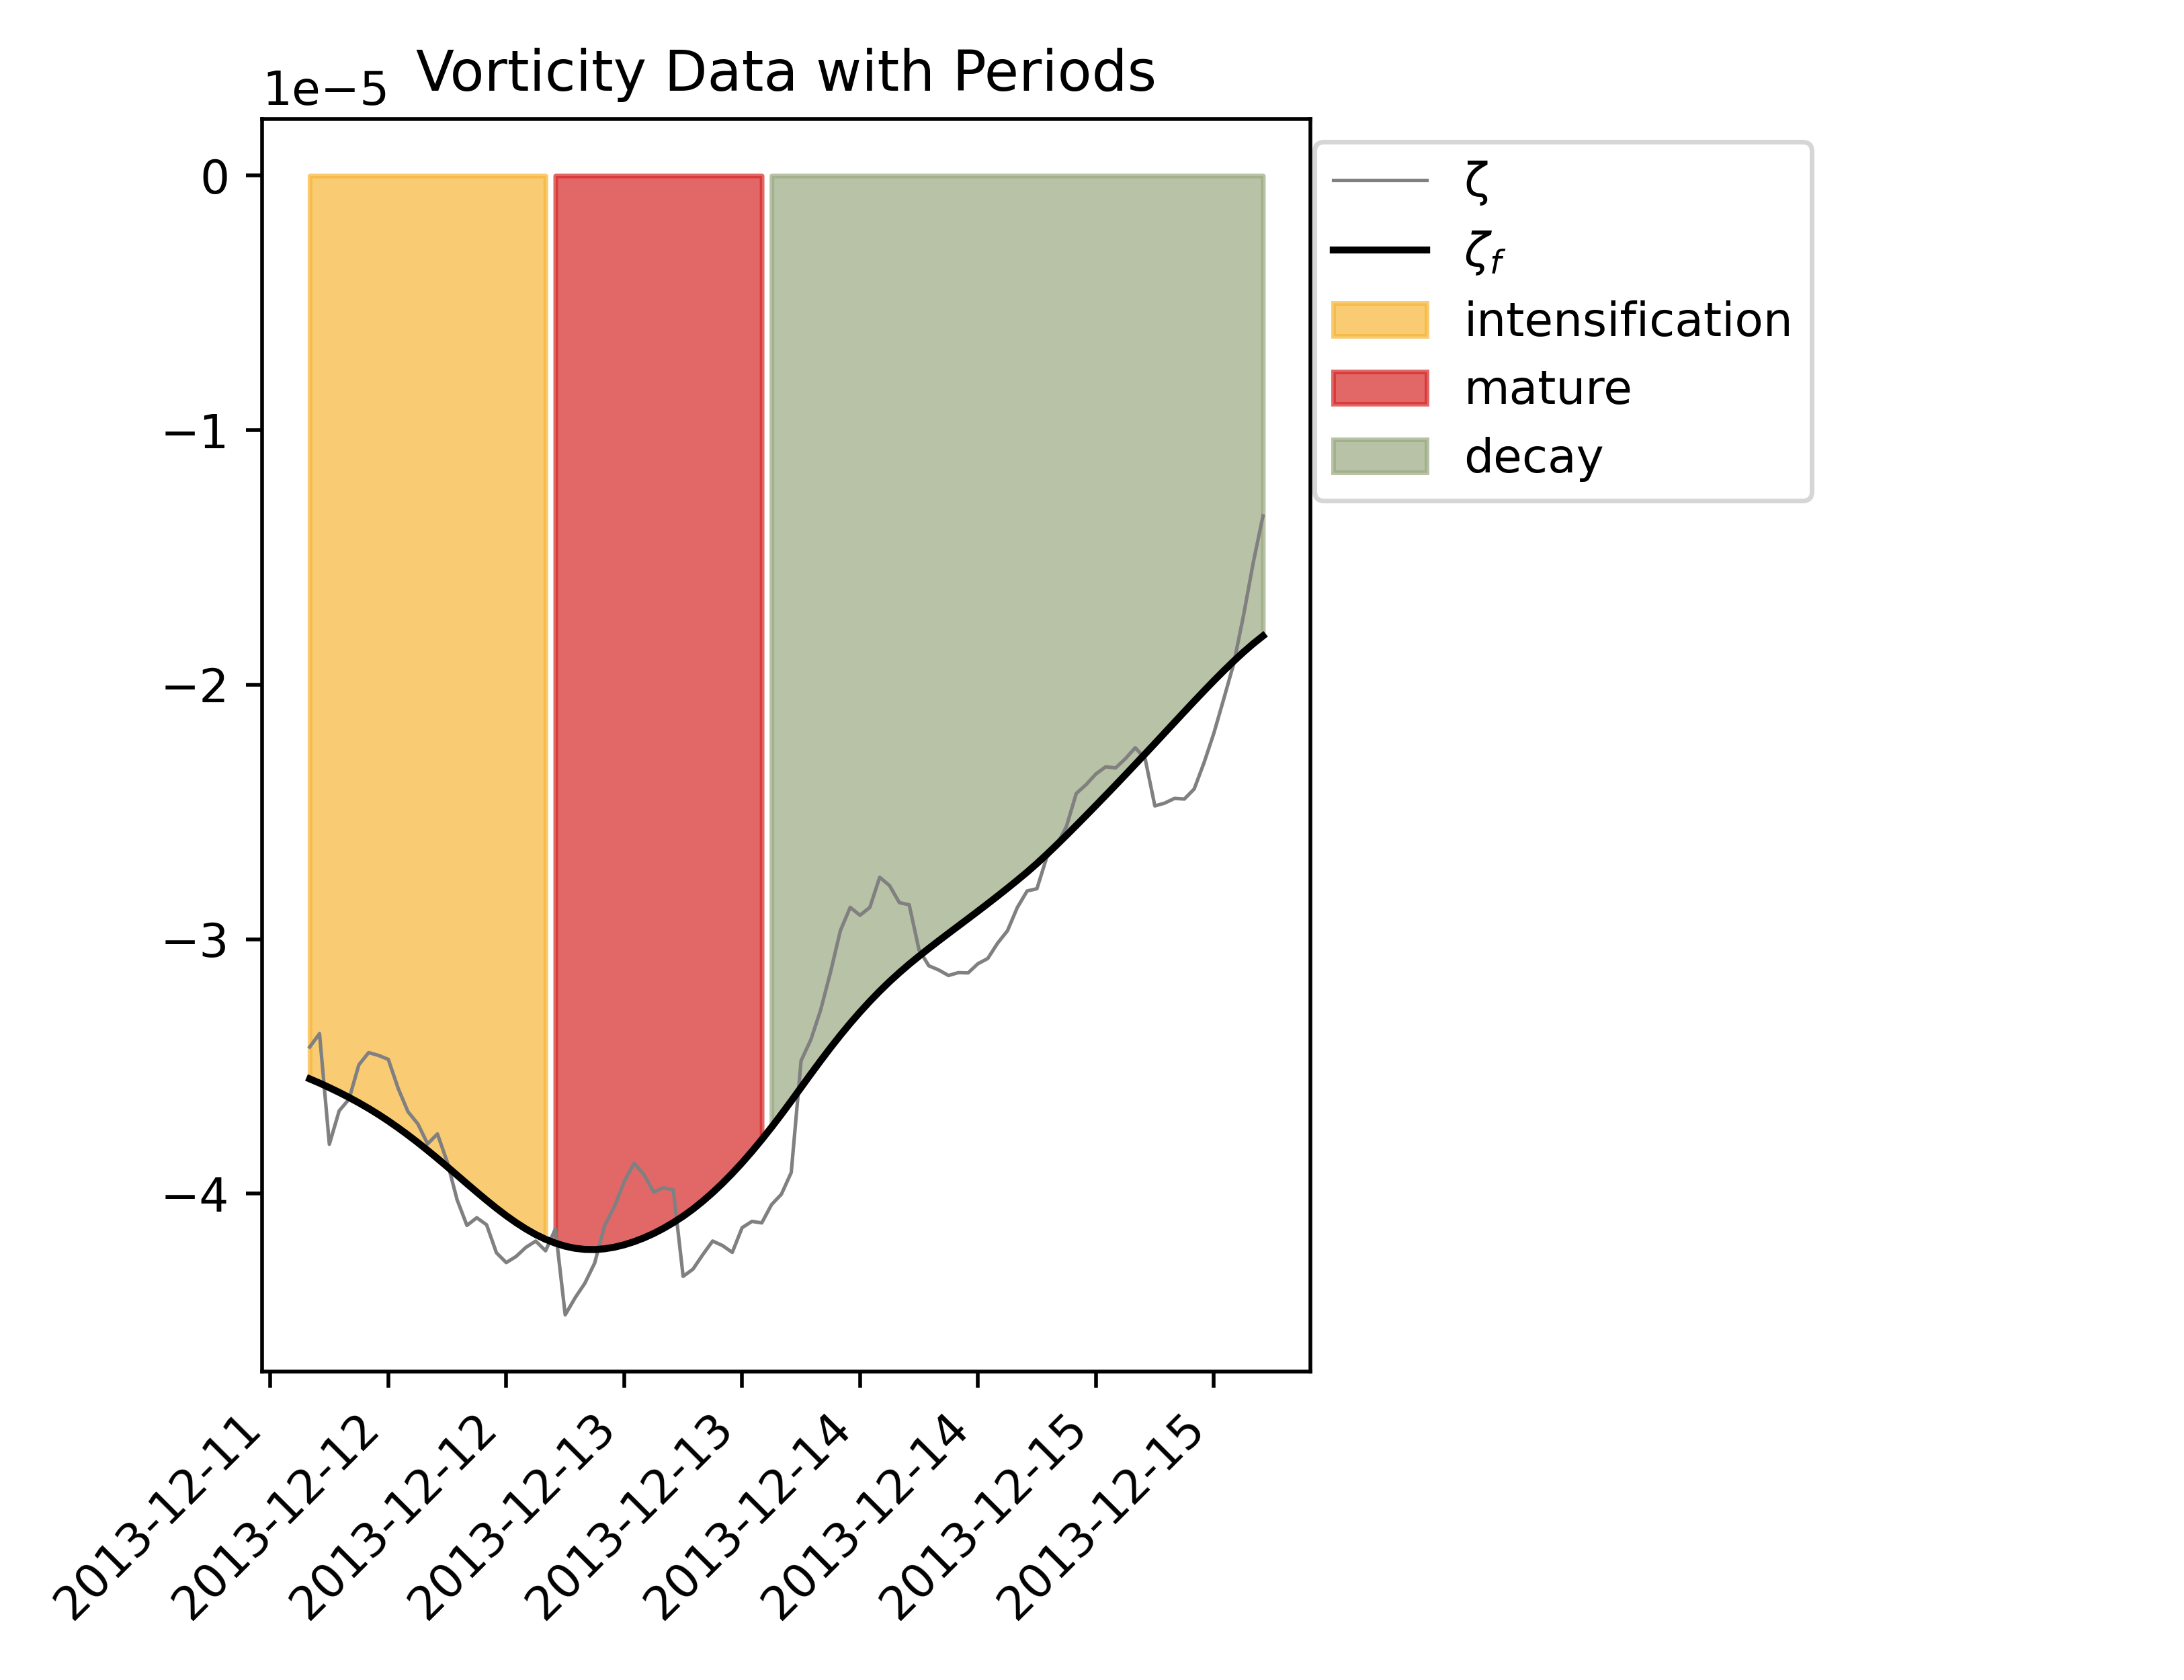 Vorticity Data with Periods
1e−5
0
−1
−2
−3
−4
2013-12-11
2013-12-12
2013-12-12
2013-12-13
2013-12-13
2013-12-14
2013-12-14
2013-12-15
2013-12-15
ζ
ζf
intensification
mature
decay